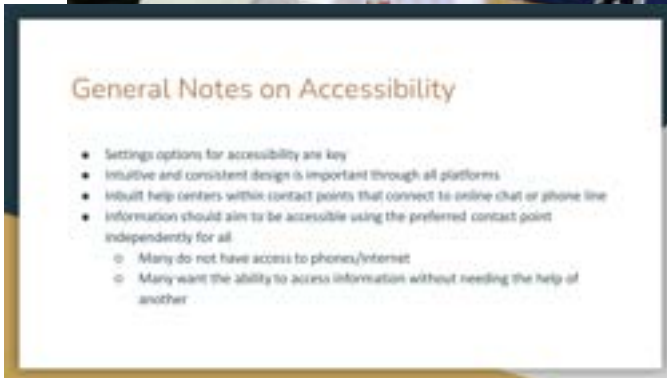 General Notes on Accessibility
● Settings options for accessibility are key
● Intuitive and consistent design is important through all platforms
● Inbuilt help centers within contact points that connect to online chat or phone line
● Information should aim to be accessible using the preferred contact point
independently for all
○ Many do not have access to phones/internet
○ Many want the ability to access information without needing the help of
another